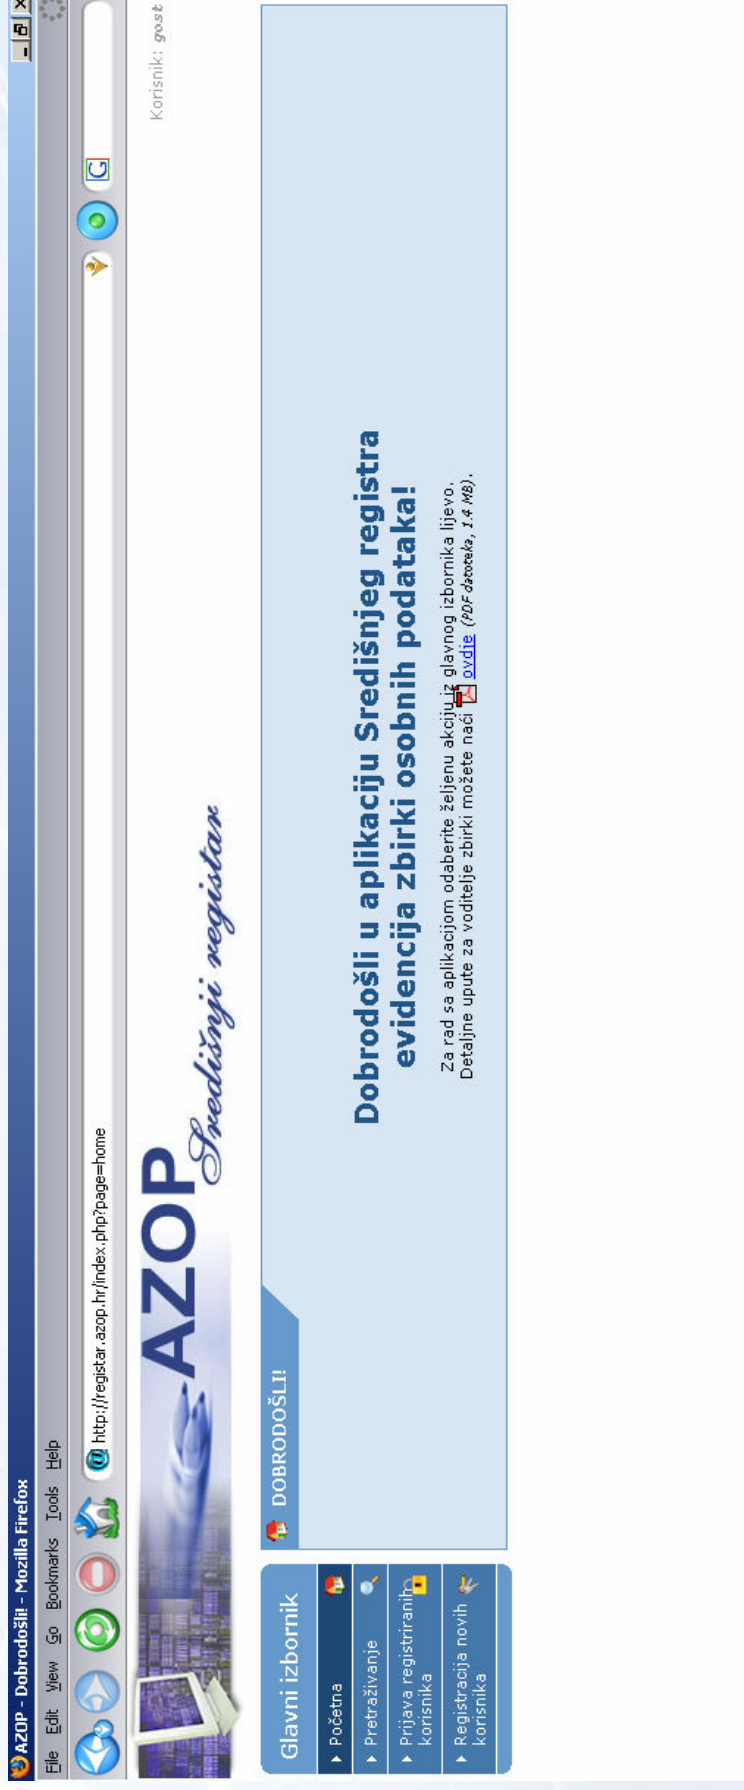 AZOP - Dobrodošli! - Mozilla Firefox
File Edit View Go Bookmarks Tools Help
http://registar.azop.hr/index.php?page=home
G
AZOP
Središnji registar
Korisnik: gost
Glavni izbornik
Početna
Pretraživanje
Prijava registriranih
korisnika
Registracija novih
korisnika
DOBRODOŠLI!
Dobrodošli u aplikaciju Središnjeg registra
evidencija zbirki osobnih podataka!
Za rad sa aplikacijom odaberite željenu akciju iz glavnog izbornika lijevo.
Detaljne upute za voditelje zbirki možete naći ovdje (PDF datoteka, 1.4 MB).